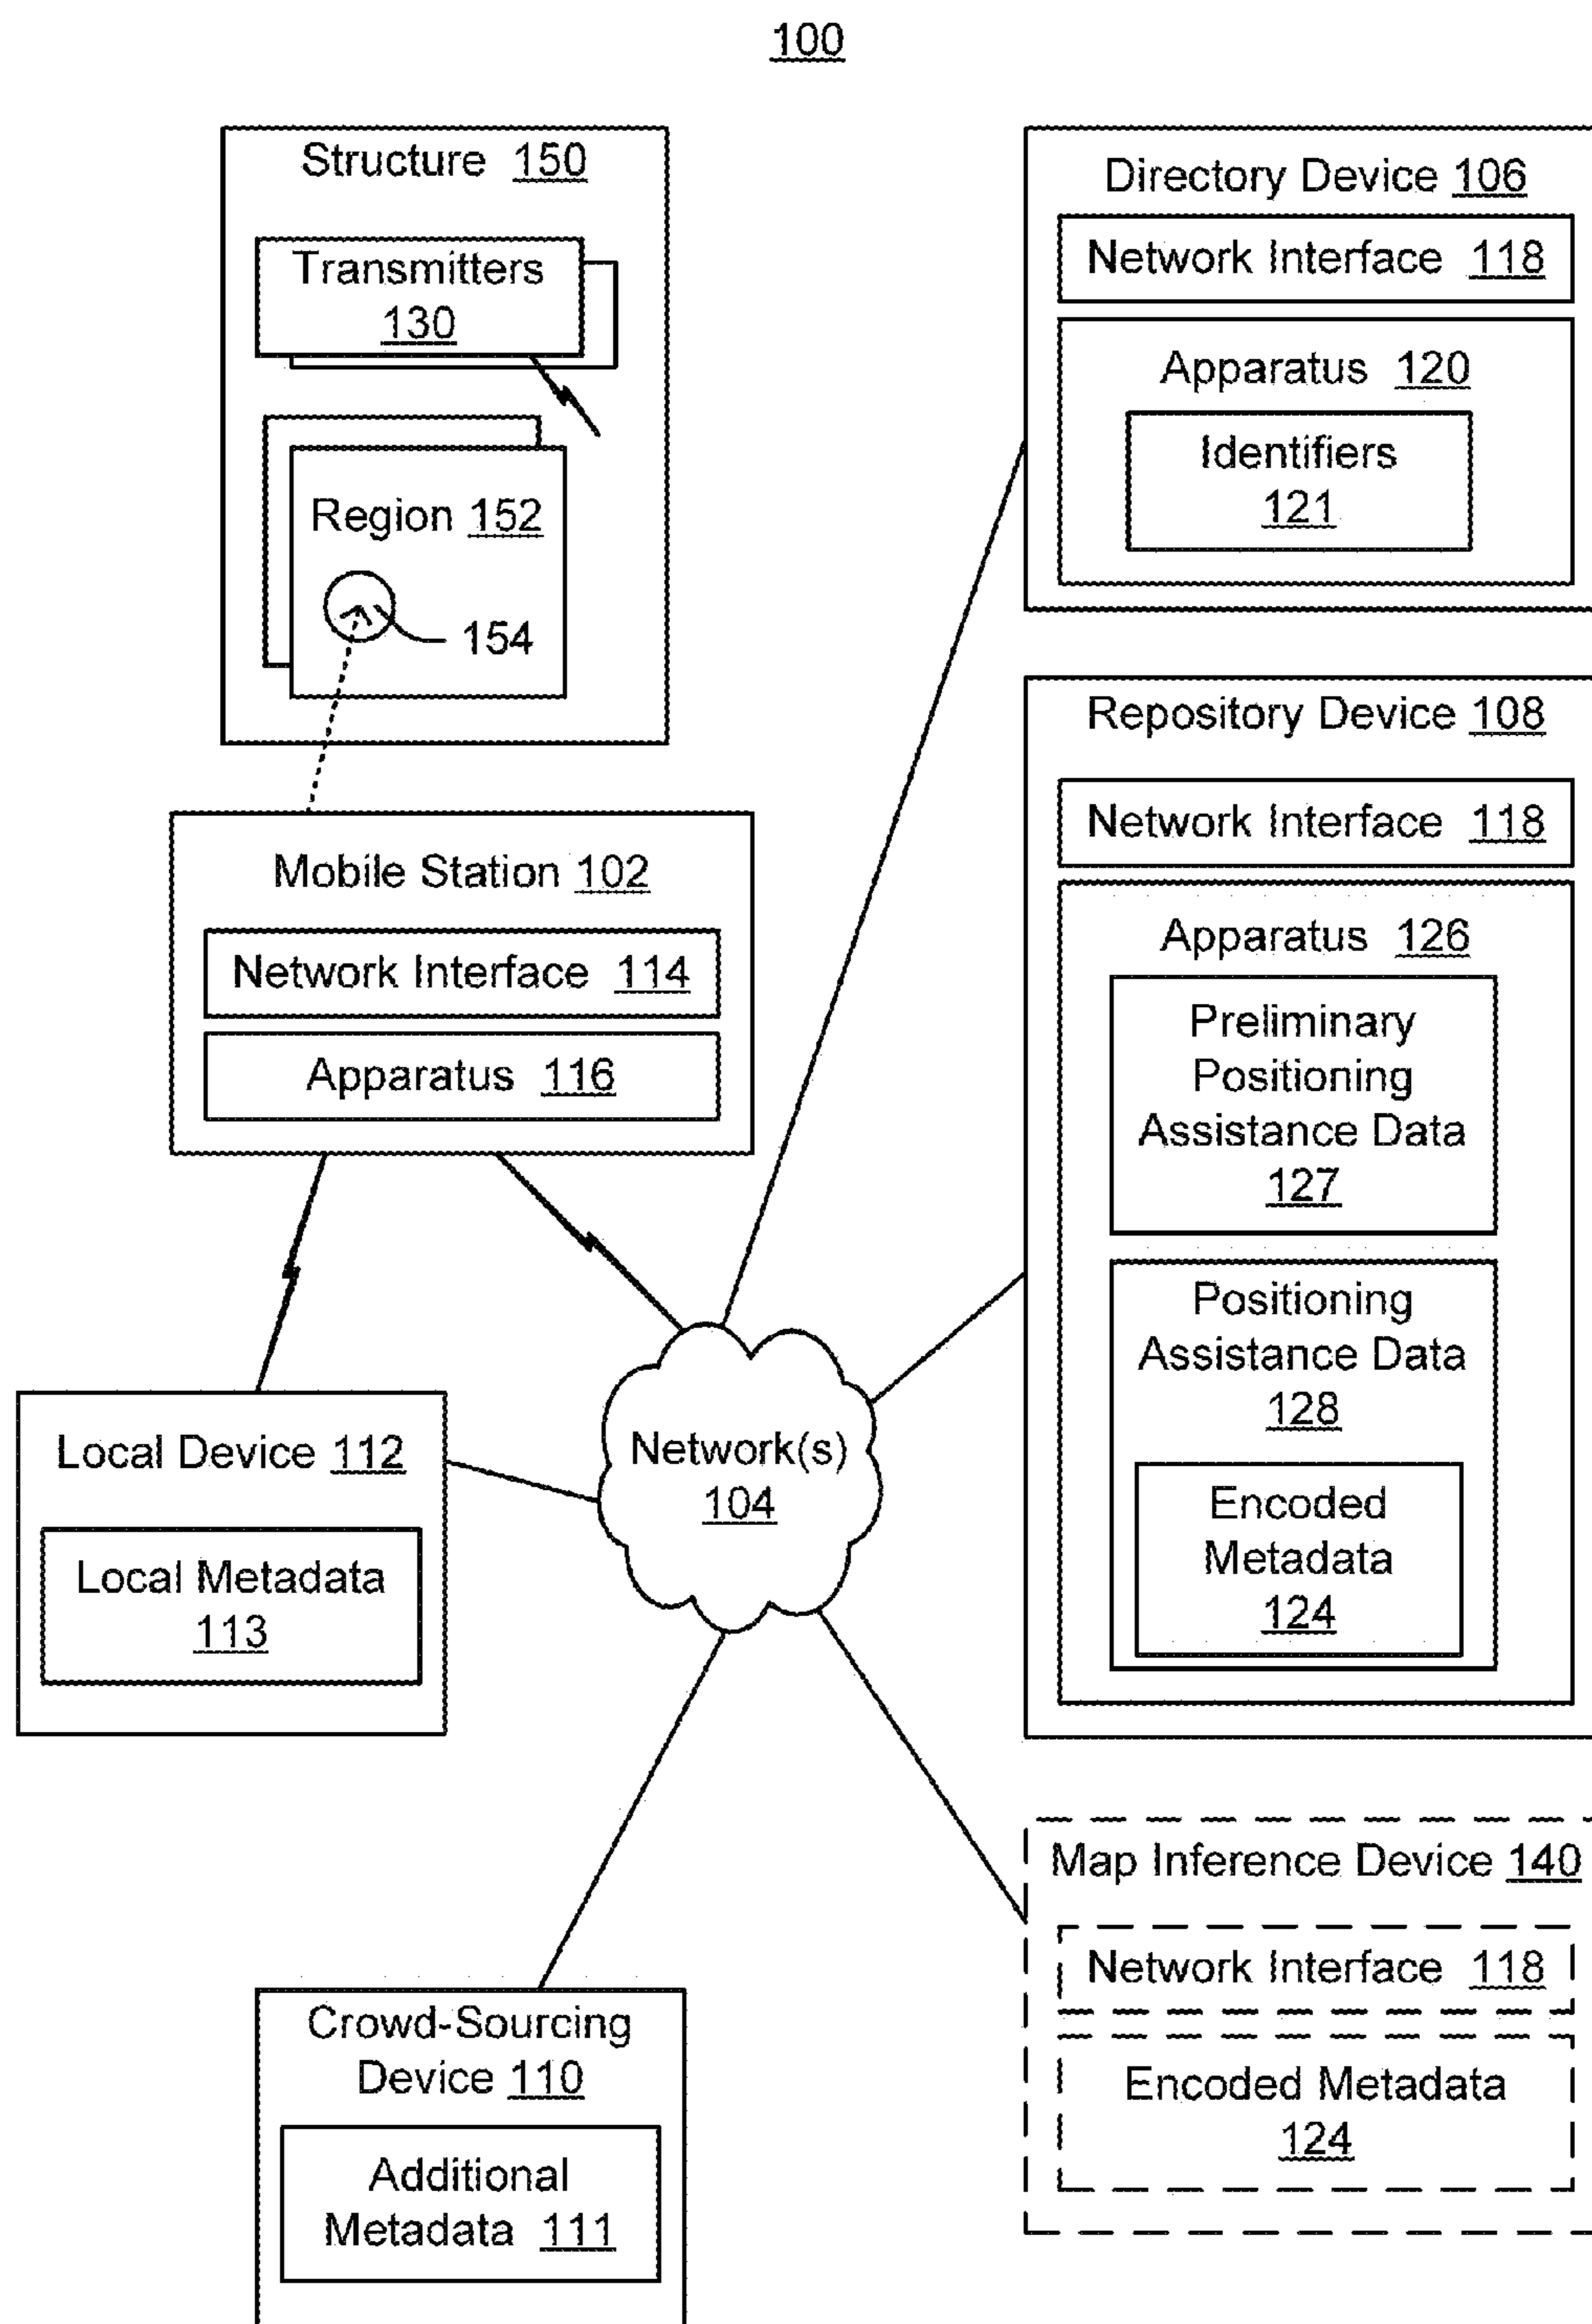 100
Structure 150
Transmitters
130
Region 152
154
Mobile Station 102
Network Interface 114
Apparatus 116
Local Device 112
Local Metadata
113
Network(s)
104
Crowd-Sourcing
Device 110
Additional
Metadata 111
Directory Device 106
Network Interface 118
Apparatus 120
Identifiers
121
Repository Device 108
Network Interface 118
Apparatus 126
Preliminary
Positioning
Assistance Data
127
Positioning
Assistance Data
128
Encoded
Metadata
124
Map Inference Device 140
Network Interface 118
Encoded Metadata
124